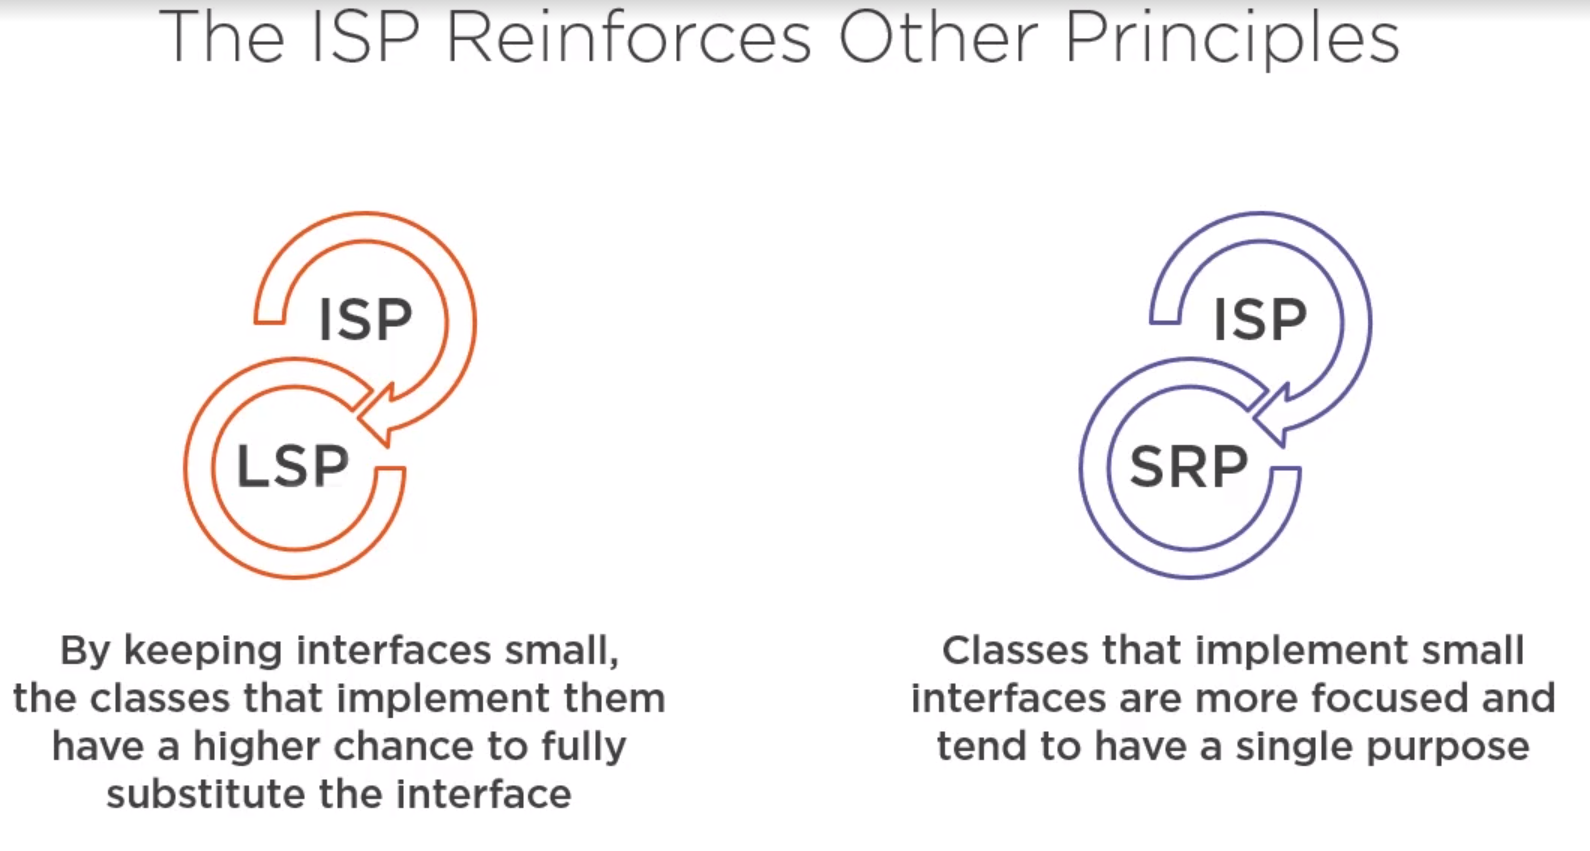 The ISP Reinforces Other Principles
ISP
LSP
By keeping interfaces small,
the classes that implement them
have a higher chance to fully
substitute the interface
ISP
SRP
Classes that implement small
interfaces are more focused and
tend to have a single purpose